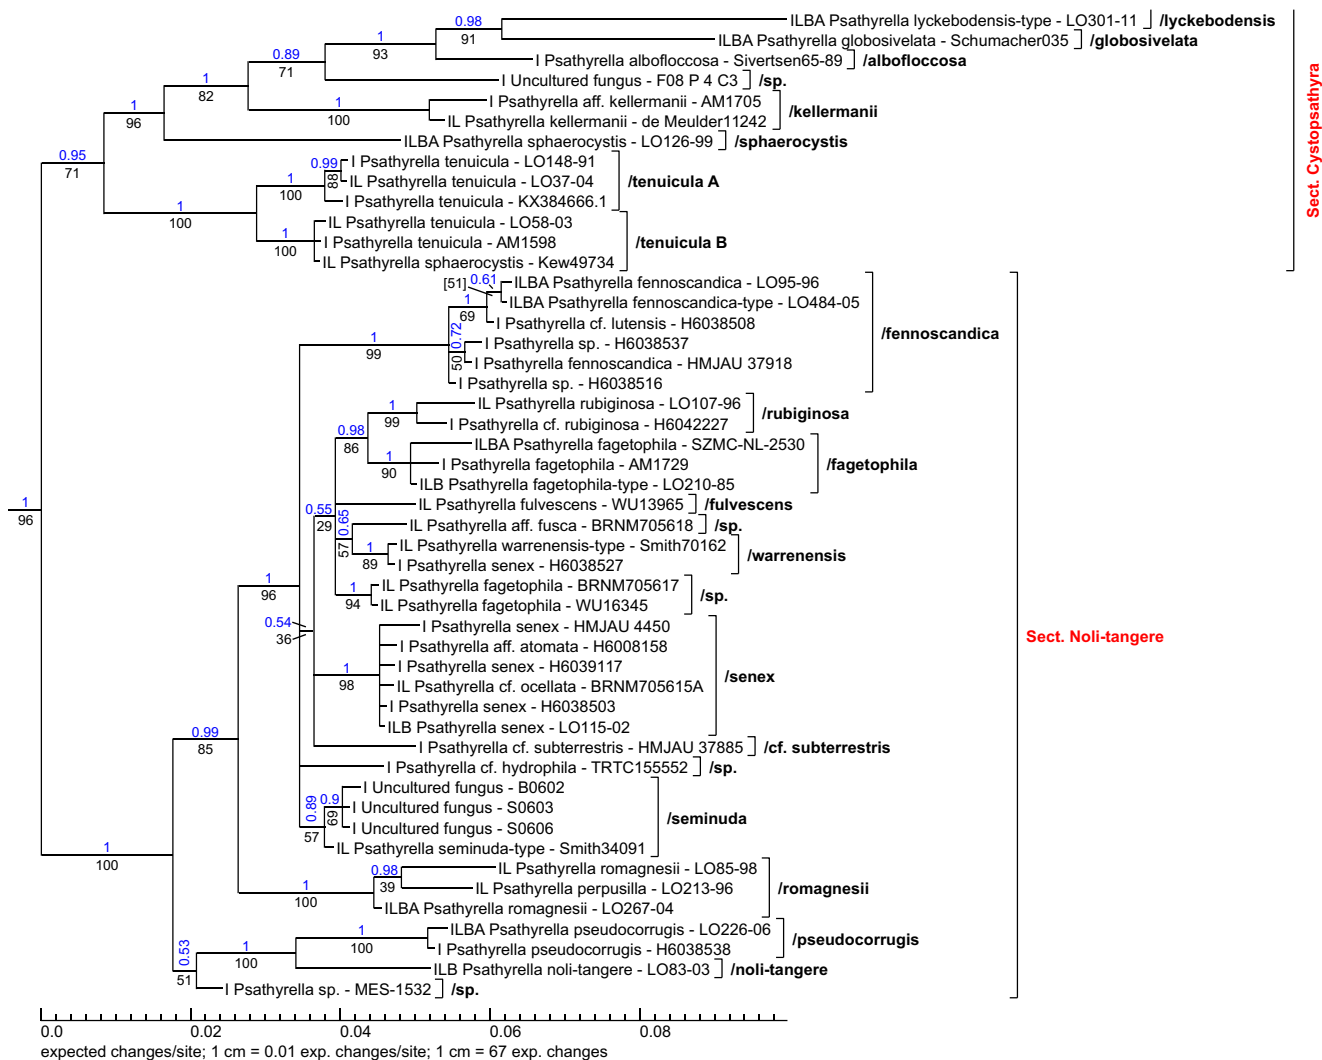 0.98
91
ILBA Psathyrella lyckebodensis-type - LO301-11 /lyckebodensis
1
93
ILBA Psathyrella globosivelata - Schumacher035 /globosivelata
0.89
71
I Psathyrella albofloccosa - Sivertsen65-89 /albofloccosa
1
82
I Uncultured fungus - F08 P 4 C3 /sp.
1
100
I Psathyrella aff. kellermanii - AM1705
IL Psathyrella kellermanii - de Meulder11242
/kellermanii
1
96
ILBA Psathyrella sphaerocystis - LO126-99 /sphaerocystis
0.95
71
0.99
88
I Psathyrella tenuicula - LO148-91
IL Psathyrella tenuicula - LO37-04
1
100
I Psathyrella tenuicula - KX384666.1
/tenuicula A
1
100
IL Psathyrella tenuicula - LO58-03
1
100
I Psathyrella tenuicula - AM1598
IL Psathyrella sphaerocystis - Kew49734
/tenuicula B
Sect. Cystopsathyra
[51]
0.61
ILBA Psathyrella fennoscandica - LO95-96
ILBA Psathyrella fennoscandica-type - LO484-05
1
69
I Psathyrella cf. lutensis - H6038508
1
99
0.72
50
I Psathyrella sp. - H6038537
I Psathyrella fennoscandica - HMJAU 37918
I Psathyrella sp. - H6038516
/fennoscandica
1
99
IL Psathyrella rubiginosa - LO107-96
I Psathyrella cf. rubiginosa - H6042227
/rubiginosa
0.98
86
1
90
ILBA Psathyrella fagetophila - SZMC-NL-2530
I Psathyrella fagetophila - AM1729
ILB Psathyrella fagetophila-type - LO210-85
/fagetophila
1
96
0.55
29
IL Psathyrella fulvescens - WU13965 /fulvescens
0.65
57
IL Psathyrella aff. fusca - BRNM705618 /sp.
1
89
IL Psathyrella warrenensis-type - Smith70162
I Psathyrella senex - H6038527
/warrenensis
1
94
IL Psathyrella fagetophila - BRNM705617
IL Psathyrella fagetophila - WU16345
/sp.
1
96
0.54
36
1
98
I Psathyrella senex - HMJAU 4450
I Psathyrella aff. atomata - H6008158
I Psathyrella senex - H6039117
IL Psathyrella cf. ocellata - BRNM705615A
I Psathyrella senex - H6038503
ILB Psathyrella senex - LO115-02
/senex
Sect. Noli-tangere
I Psathyrella cf. subterrestris - HMJAU 37885 /cf. subterrestris
0.99
85
I Psathyrella cf. hydrophila - TRTC155552 /sp.
0.89
57
0.9
69
I Uncultured fungus - B0602
I Uncultured fungus - S0603
I Uncultured fungus - S0606
IL Psathyrella seminuda-type - Smith34091
/seminuda
1
100
1
100
0.98
39
IL Psathyrella romagnesii - LO85-98
IL Psathyrella perpusilla - LO213-96
ILBA Psathyrella romagnesii - LO267-04
/romagnesii
0.53
51
1
100
1
100
ILBA Psathyrella pseudocorrugis - LO226-06
I Psathyrella pseudocorrugis - H6038538
/pseudocorrugis
ILB Psathyrella noli-tangere - LO83-03 /noli-tangere
I Psathyrella sp. - MES-1532 /sp.
0.0 0.02 0.04 0.06 0.08
expected changes/site; 1 cm = 0.01 exp. changes/site; 1 cm = 67 exp. changes